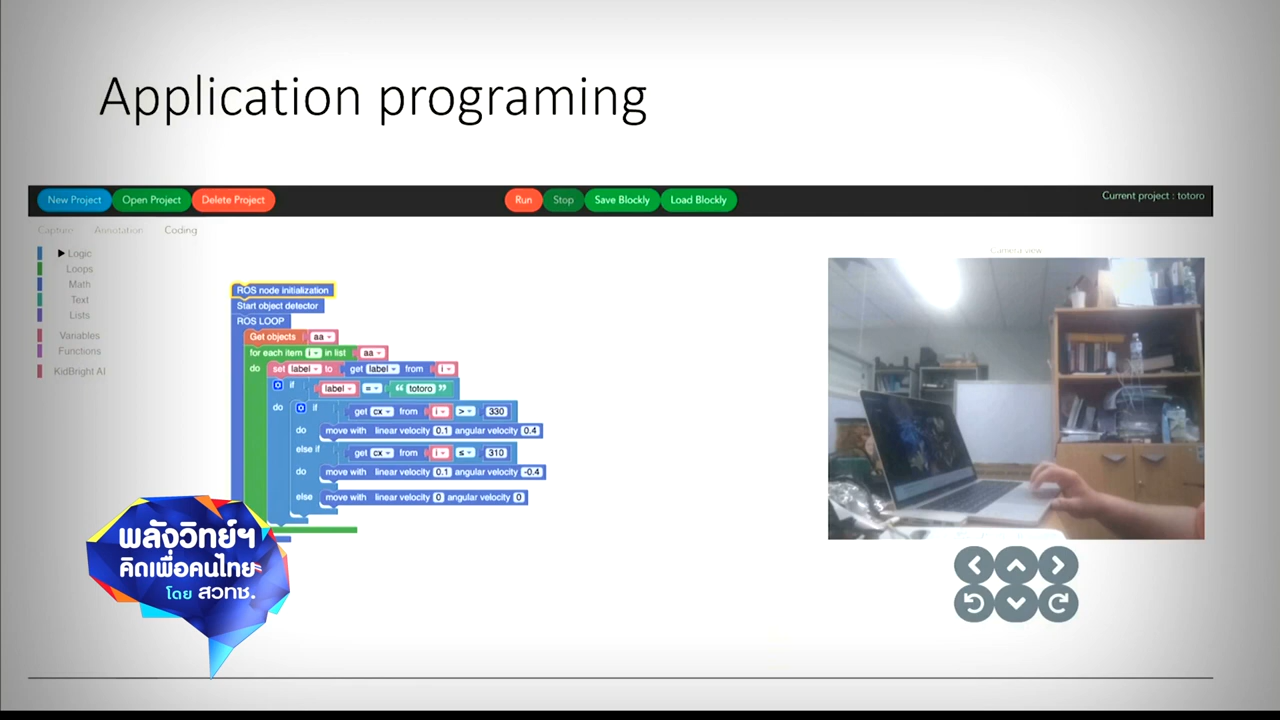 Application programing
New Project Open Project Delete Project Run Stop Save Blockly Load Blockly Current project : totoro
Capture Annotation Coding
Logic
Loops
Math
Text
Lists
Variables
Functions
KidBright AI
ROS node initialization
Start object detector
ROS LOOP
Get objects aa
for each item i in list aa
do set label to get label from i
if label = “ totoro ”
do if get cx from i > 330
do move with linear velocity 0.1 angular velocity 0.4
else if get cx from i ≤ 310
do move with linear velocity 0.1 angular velocity -0.4
else move with linear velocity 0 angular velocity 0
Camera view
พลังวิทย์ฯ
คิดเพื่อคนไทย
โดย สวทช.